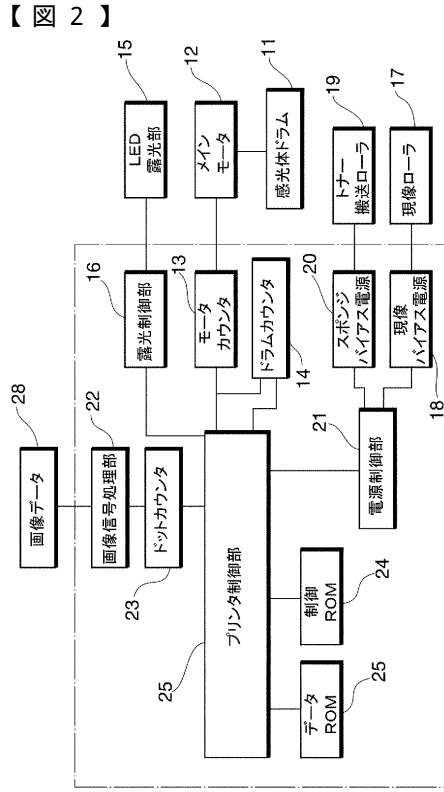 【図2】
28
画像データ
22
画像信号処理部
ドットカウンタ
23
15
LED
露光部
16
露光制御部
12
メイン
モータ
13
モータ
カウンタ
11
感光体ドラム
ドラムカウンタ
14
25
プリンタ制御部
19
トナー
搬送ローラ
20
スポンジ
バイアス電源
17
現像ローラ
現像
バイアス電源
18
21
電源制御部
制御
ROM
24
データ
ROM
25